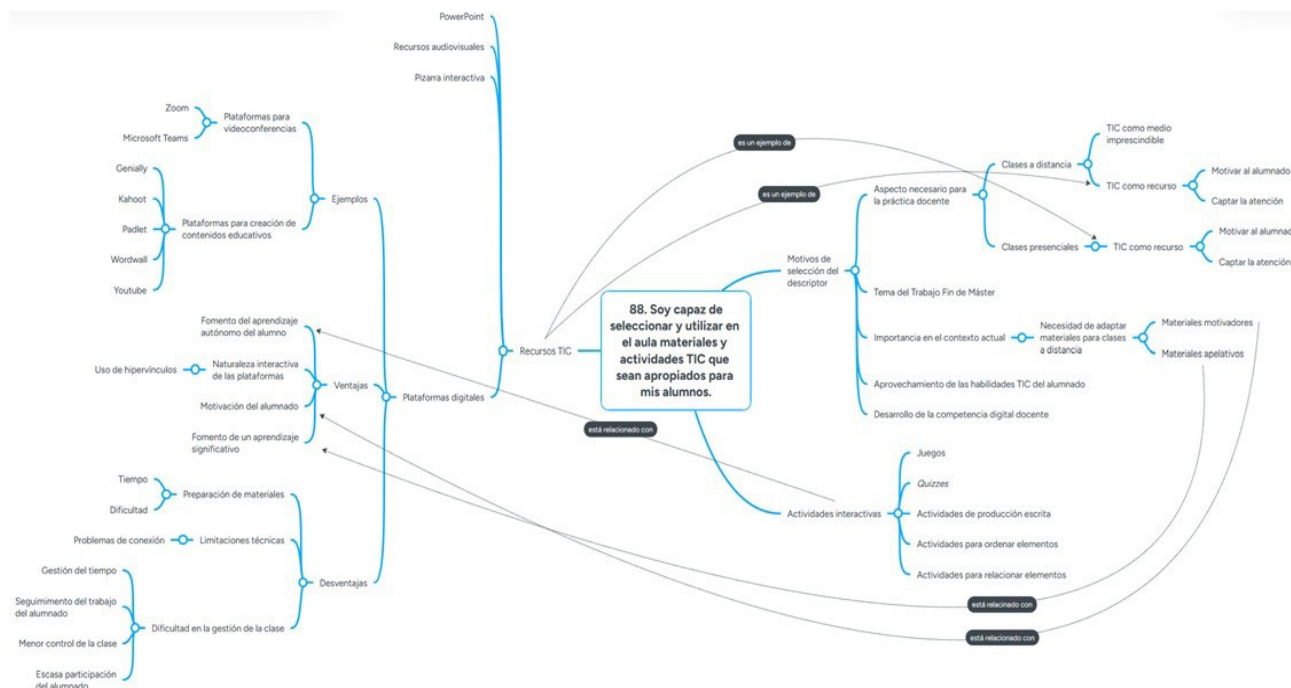 PowerPoint
Recursos audiovisuales
Pizarra interactiva
Zoom
Microsoft Teams
Plataformas para
videoconferencias
Genially
Kahoot
Padlet
Wordwall
Youtube
Plataformas para creación de
contenidos educativos
Ejemplos
Fomento del aprendizaje
autónomo del alumno
Uso de hipervínculos
Naturaleza interactiva
de las plataformas
Motivación del alumnado
Fomento de un aprendizaje
significativo
Ventajas
Plataformas digitales
Tiempo
Dificultad
Preparación de materiales
Problemas de conexión
Limitaciones técnicas
Gestión del tiempo
Seguimimento del trabajo
del alumnado
Menor control de la clase
Escasa participación
del alumnado
Dificultad en la gestión de la clase
Desventajas
Recursos TIC
88. Soy capaz de
seleccionar y utilizar en
el aula materiales y
actividades TIC que
sean apropiados para
mis alumnos.
es un ejemplo de
es un ejemplo de
está relacionado con
Motivos de
selección del
descriptor
Aspecto necesario para
la práctica docente
Clases a distancia
TIC como medio
imprescindible
TIC como recurso
Motivar al alumnado
Captar la atención
Clases presenciales
TIC como recurso
Motivar al alumnad
Captar la atención
Tema del Trabajo Fin de Máster
Importancia en el contexto actual
Necesidad de adaptar
materiales para clases
a distancia
Materiales motivadores
Materiales apelativos
Aprovechamiento de las habilidades TIC del alumnado
Desarrollo de la competencia digital docente
Actividades interactivas
Juegos
Quizzes
Actividades de producción escrita
Actividades para ordenar elementos
Actividades para relacionar elementos
está relacinado con
está relacionado con